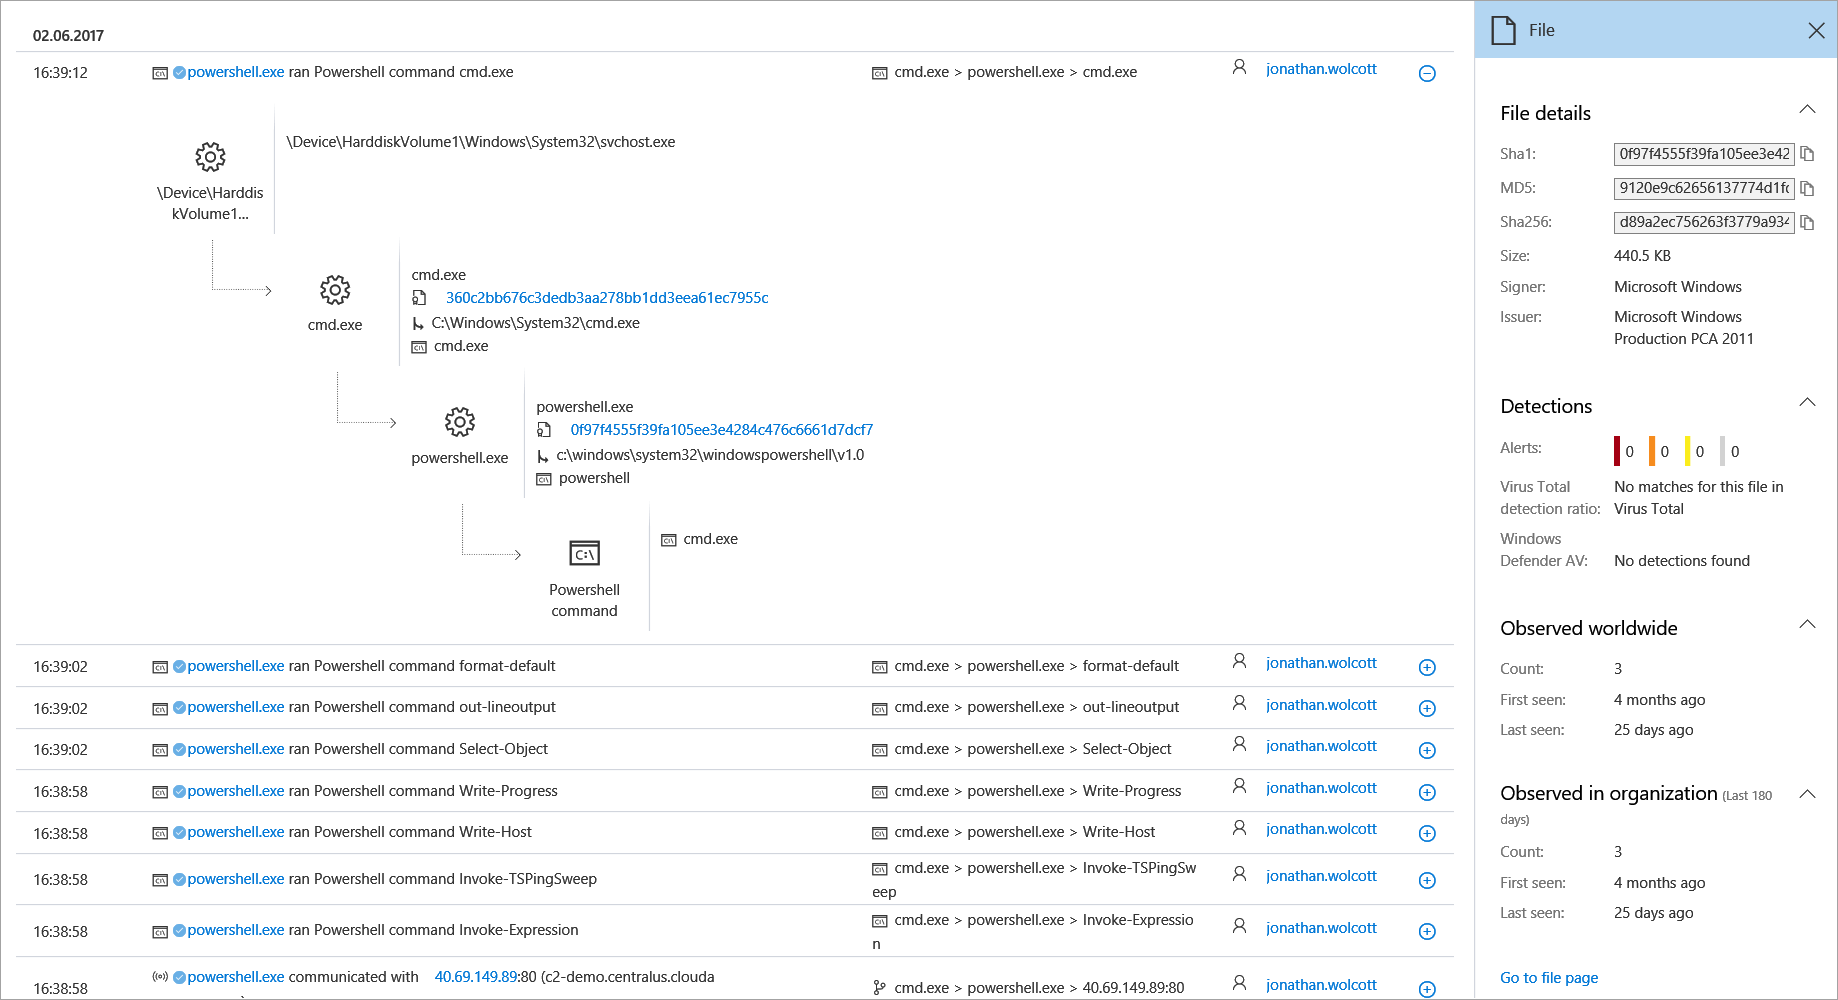 02.06.2017
16:39:12 powershell.exe ran Powershell command cmd.exe cmd.exe > powershell.exe > cmd.exe jonathan.wolcott
\Device\HarddiskVolume1\Windows\System32\svchost.exe
\Device\Harddis
kVolume1...
cmd.exe
360c2bb676c3dedb3aa278bb1dd3eea61ec7955c
C:\Windows\System32\cmd.exe
cmd.exe
cmd.exe
powershell.exe
0f97f4555f39fa105ee3e4284c476c6661d7dcf7
c:\windows\system32\windowspowershell\v1.0
powershell
powershell.exe
cmd.exe
C:\
Powershell
command
16:39:02 powershell.exe ran Powershell command format-default cmd.exe > powershell.exe > format-default jonathan.wolcott
16:39:02 powershell.exe ran Powershell command out-lineoutput cmd.exe > powershell.exe > out-lineoutput jonathan.wolcott
16:39:02 powershell.exe ran Powershell command Select-Object cmd.exe > powershell.exe > Select-Object jonathan.wolcott
16:38:58 powershell.exe ran Powershell command Write-Progress cmd.exe > powershell.exe > Write-Progress jonathan.wolcott
16:38:58 powershell.exe ran Powershell command Write-Host cmd.exe > powershell.exe > Write-Host jonathan.wolcott
16:38:58 powershell.exe ran Powershell command Invoke-TSPingSweep cmd.exe > powershell.exe > Invoke-TSPingSw jonathan.wolcott
eep
16:38:58 powershell.exe ran Powershell command Invoke-Expression cmd.exe > powershell.exe > Invoke-Expressio jonathan.wolcott
n
16:38:58 powershell.exe communicated with 40.69.149.89:80 (c2-demo.centralus.clouda cmd.exe > powershell.exe > 40.69.149.89:80 jonathan.wolcott
File
File details
Sha1: 0f97f4555f39fa105ee3e42
MD5: 9120e9c62656137774d1f
Sha256: d89a2ec756263f3779a934
Size: 440.5 KB
Signer: Microsoft Windows
Issuer: Microsoft Windows
Production PCA 2011
Detections
Alerts: 0 0 0 0
Virus Total No matches for this file in
detection ratio: Virus Total
Windows
Defender AV: No detections found
Observed worldwide
Count: 3
First seen: 4 months ago
Last seen: 25 days ago
Observed in organization (Last 180
days)
Count: 3
First seen: 4 months ago
Last seen: 25 days ago
Go to file page